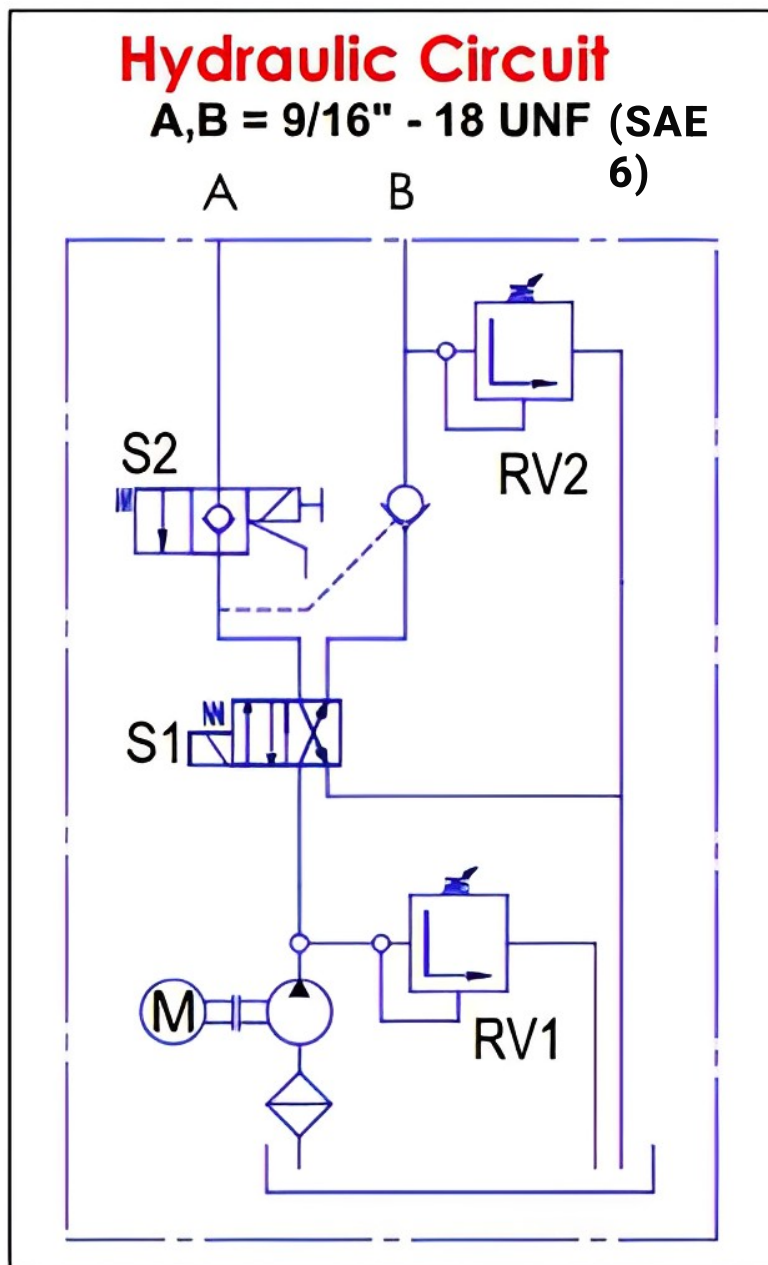 Hydraulic Circuit
A,B = 9/16" - 18 UNF (SAE
6)
A B
S2
RV2
S1
M
RV1